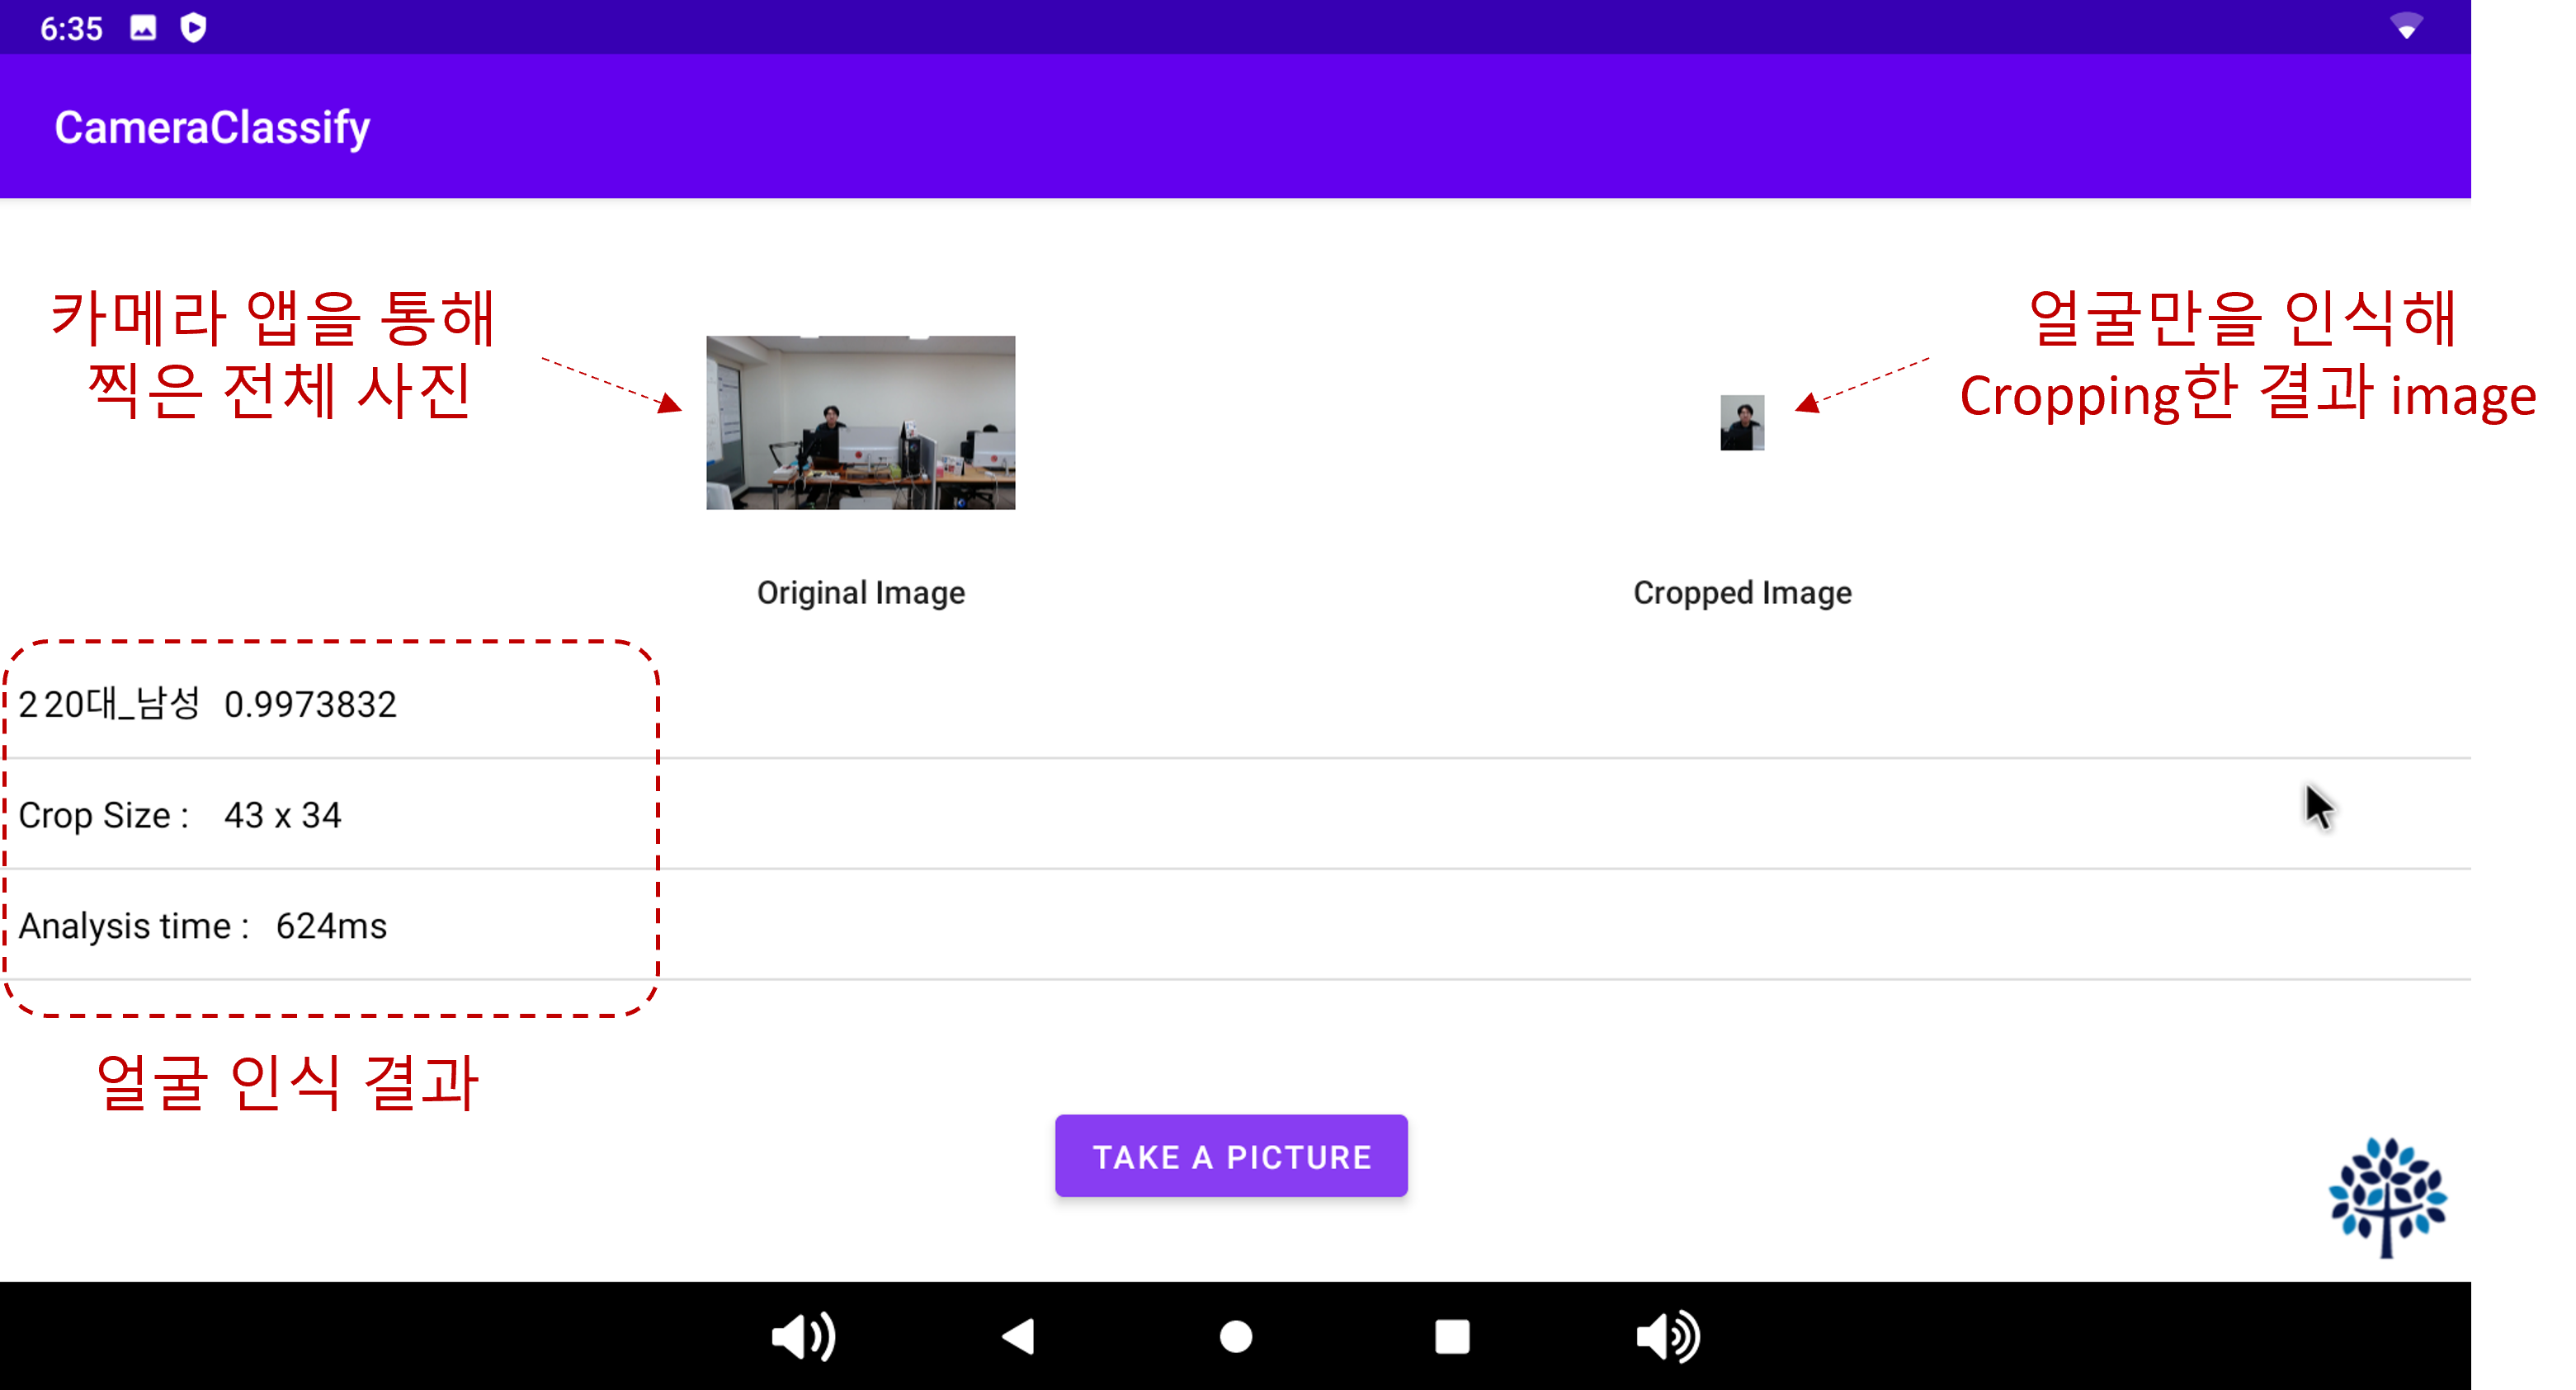 6:35
CameraClassify
카메라 앱을 통해
찍은 전체 사진
얼굴만을 인식해
Cropping한 결과 image
Original Image
Cropped Image
2 20대_남성 0.9973832
Crop Size : 43 x 34
Analysis time : 624ms
얼굴 인식 결과
TAKE A PICTURE